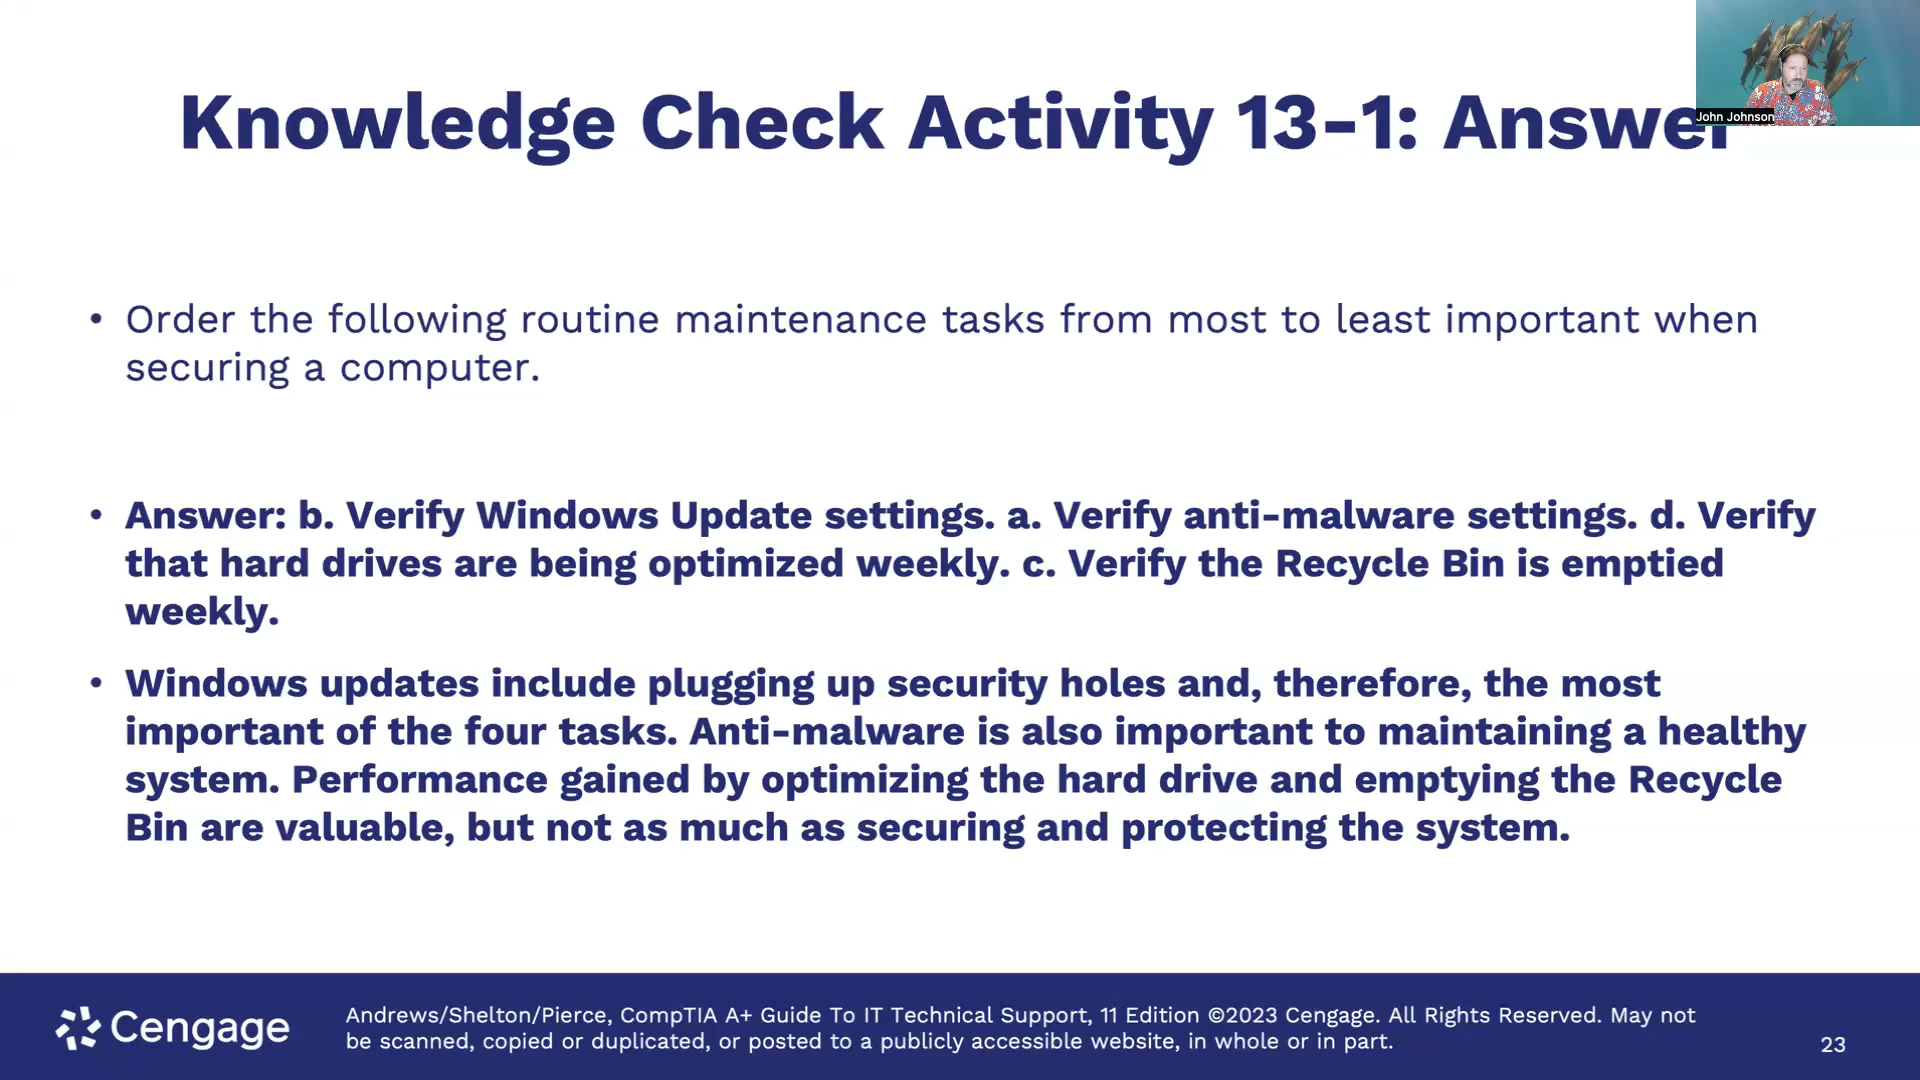 Knowledge Check Activity 13-1: Answer
John Johnson
• Order the following routine maintenance tasks from most to least important when
securing a computer.
• Answer: b. Verify Windows Update settings. a. Verify anti-malware settings. d. Verify
that hard drives are being optimized weekly. c. Verify the Recycle Bin is emptied
weekly.
• Windows updates include plugging up security holes and, therefore, the most
important of the four tasks. Anti-malware is also important to maintaining a healthy
system. Performance gained by optimizing the hard drive and emptying the Recycle
Bin are valuable, but not as much as securing and protecting the system.
Cengage
Andrews/Shelton/Pierce, CompTIA A+ Guide To IT Technical Support, 11 Edition ©2023 Cengage. All Rights Reserved. May not
be scanned, copied or duplicated, or posted to a publicly accessible website, in whole or in part.
23